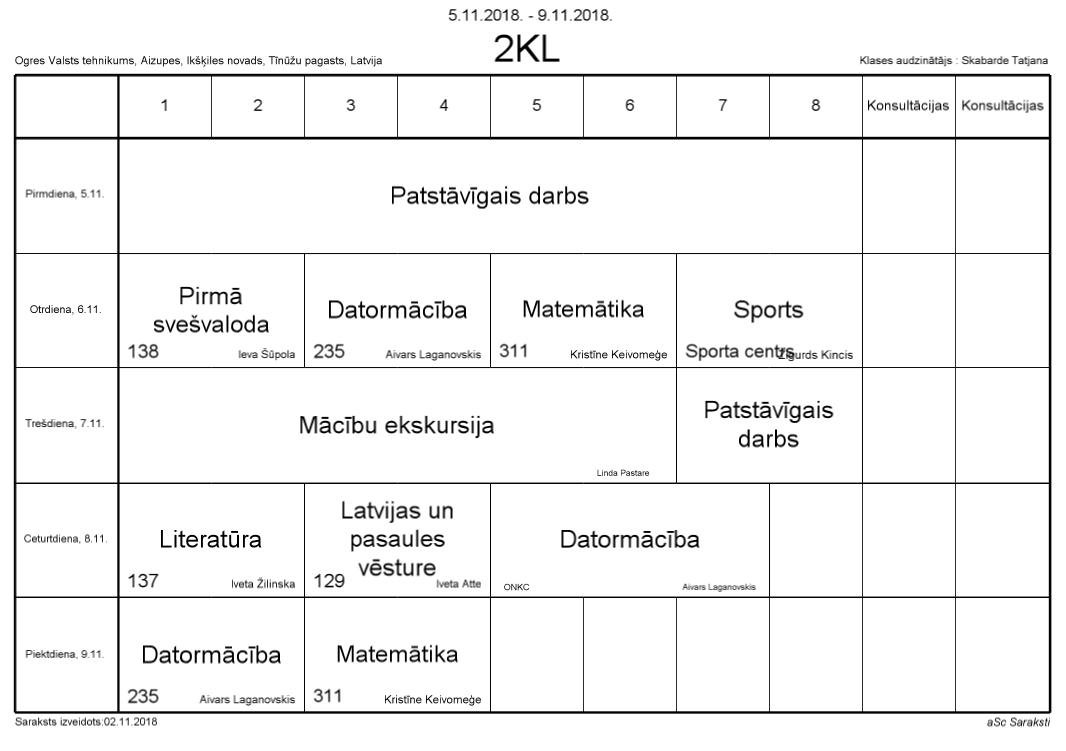 5.11.2018. - 9.11.2018.
2KL
Ogres Valsts tehnikums, Aizupes, Ikšķiles novads, Tīnūžu pagasts, Latvija
Klases audzinātājs : Skabarde Tatjana
1 2 3 4 5 6 7 8 Konsultācijas Konsultācijas
Pirmdiena, 5.11.
Patstāvīgais darbs
Otrdiena, 6.11.
Pirmā
svešvaloda
138 Ieva Šūpola
Datormācība
235 Aivars Laganovskis
Matemātika
311 Kristīne Keivomeģe
Sports
Sporta centrs Zigurds Kincis
Trešdiena, 7.11.
Mācību ekskursija
Linda Pastare
Patstāvīgais
darbs
Ceturtdiena, 8.11.
Literatūra
137 Iveta Žilinska
Latvijas un
pasaules
vēsture
129 Iveta Atte
Datormācība
ONKC Aivars Laganovskis
Piektdiena, 9.11.
Datormācība
235 Aivars Laganovskis
Matemātika
311 Kristīne Keivomeģe
Saraksts izveidots:02.11.2018
aSc Saraksti